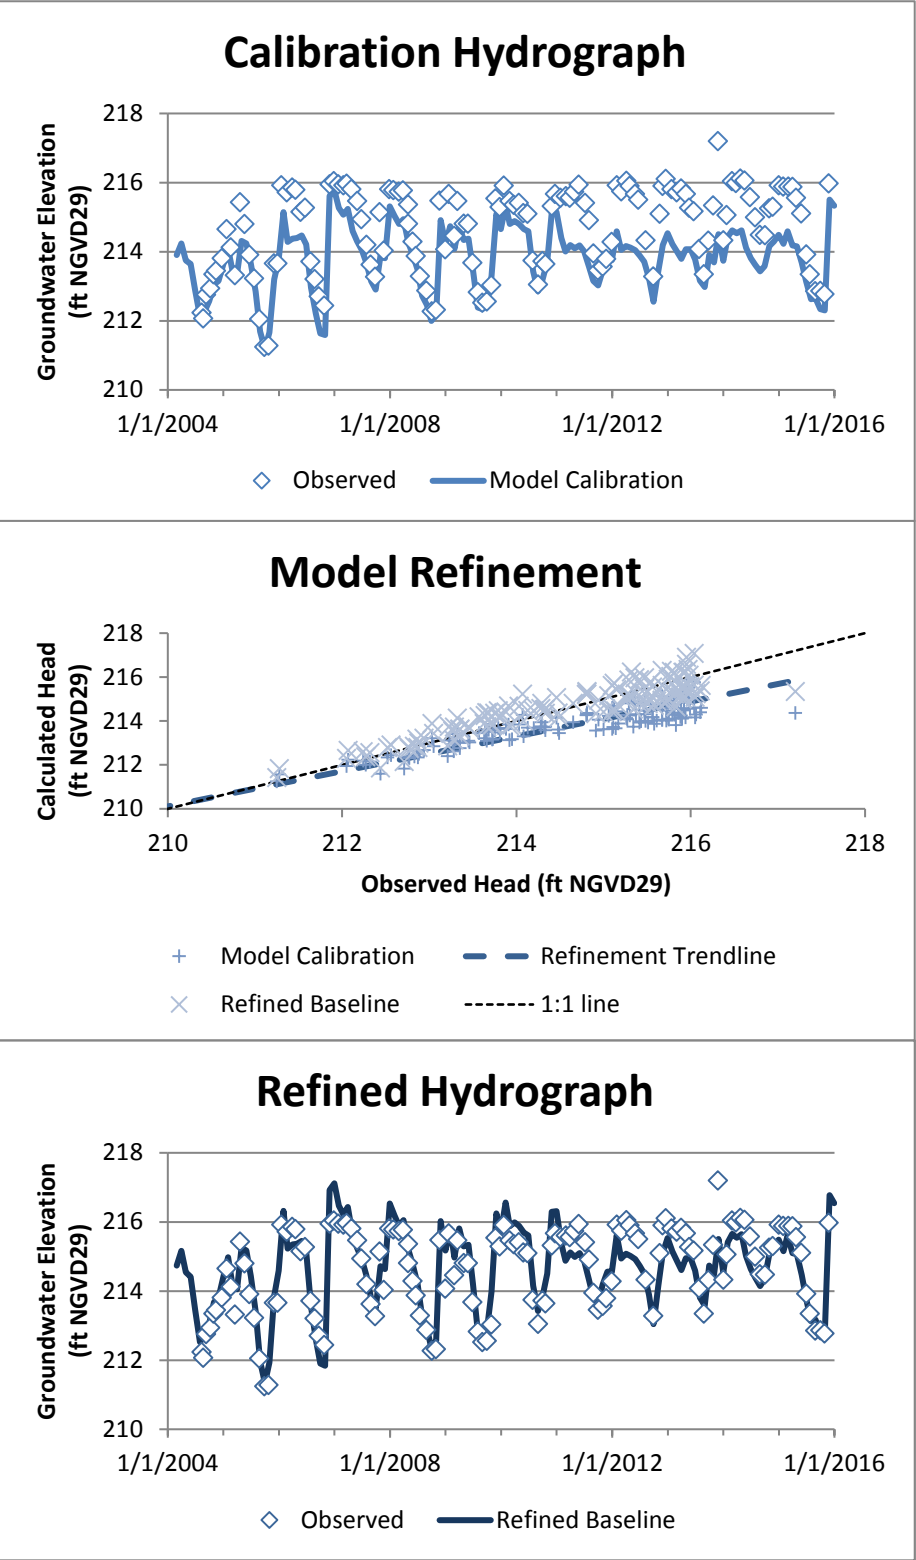 Calibration Hydrograph
Groundwater Elevation
(ft NGVD29)
218
216
214
212
210
1/1/2004 1/1/2008 1/1/2012 1/1/2016
Observed Model Calibration
Model Refinement
Calculated Head
(ft NGVD29)
218
216
214
212
210
210 212 214 216 218
Observed Head (ft NGVD29)
Model Calibration Refinement Trendline
Refined Baseline 1:1 line
Refined Hydrograph
Groundwater Elevation
(ft NGVD29)
218
216
214
212
210
1/1/2004 1/1/2008 1/1/2012 1/1/2016
Observed Refined Baseline